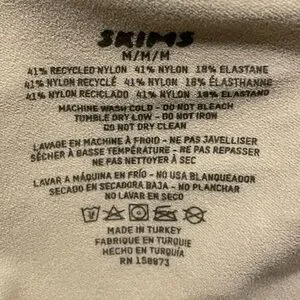 SKIMS
M/M/M
41% RECYCLED NYLON 41% NYLON 18% ELASTANE
41% NYLON RECYCLÉ 41% NYLON 18% ÉLASTHANNE
41% NYLON RECICLADO 41% NYLON 18% ELASTANO
MACHINE WASH COLD - DO NOT BLEACH
TUMBLE DRY LOW - DO NOT IRON
DO NOT DRY CLEAN
LAVAGE EN MACHINE À FROID - NE PAS JAVELLISER
SÉCHER À BASSE TEMPÉRATURE - NE PAS REPASSER
NE PAS NETTOYER À SEC
LAVAR A MÁQUINA EN FRÍO - NO USA BLANQUEADOR
SECADO EN SECADORA BAJA - NO PLANCHAR
NO LAVAR EN SECO
MADE IN TURKEY
FABRIQUÉ EN TURQUIE
HECHO EN TURQUÍA
RN 158873